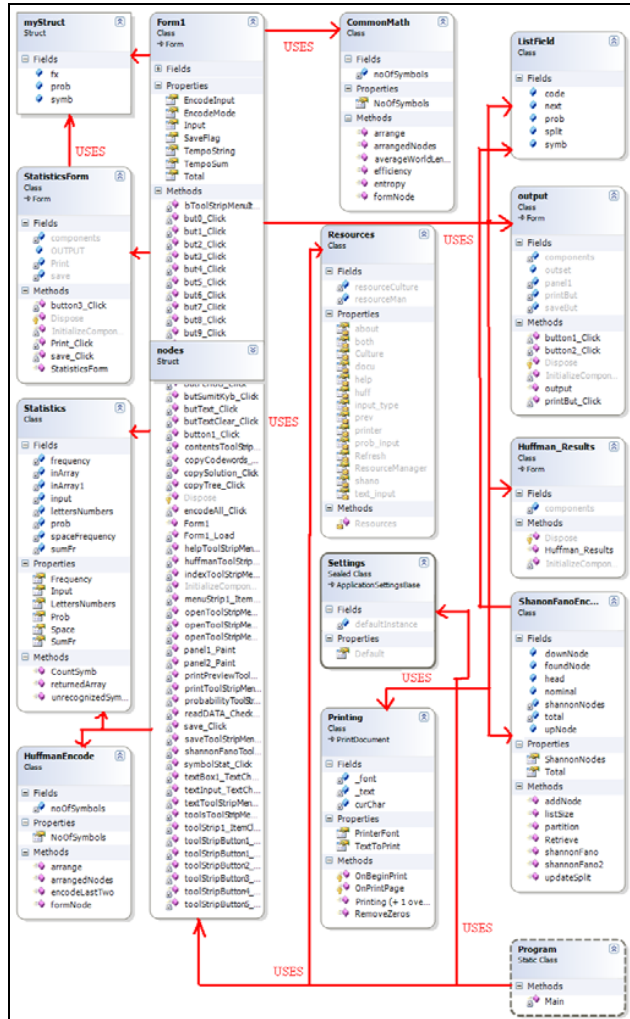 myStruct
Struct
Fields
fx
prob
symb
USES
StatisticsForm
Class
Form
Fields
components
OUTPUT
Print
save
Methods
button3_Click
Dispose
InitializeCompon...
Print_Click
save_Click
StatisticsForm
Statistics
Class
Fields
frequency
inArray
inArray1
input
lettersNumbers
prob
spaceFrequency
sumFr
Properties
Frequency
Input
LettersNumbers
Prob
Space
SumFr
Methods
CountSymb
returnedArray
unrecognizedSym...
HuffmanEncode
Class
Fields
noOfSymbols
Properties
NoOfSymbols
Methods
arrange
arrangedNodes
encodeLastTwo
formNode
Form1
Class
Form
Fields
Properties
EncodeInput
EncodeMode
Input
SaveFlag
TempoString
TempoSum
Total
Methods
bToolStripMenuIt...
but0_Click
but1_Click
but2_Click
but3_Click
but4_Click
but5_Click
but6_Click
but7_Click
but8_Click
but9_Click
nodes
Struct
butSumitKyb_Click
butText_Click
butTextClear_Click
button1_Click
contentsToolStrip...
copyCodewords_...
copySolution_Click
copyTree_Click
Dispose
encodeAll_Click
Form1
Form1_Load
helpToolStripMen...
huffmanToolStrip...
indexToolStripMe...
InitializeCompon...
menuStrip1_Item...
openToolStripMe...
openToolStripMe...
openToolStripMe...
panel1_Paint
panel2_Paint
printPreviewTool...
printToolStripMen...
probabilityToolStr...
readDATA_Check...
save_Click
saveToolStripMen...
shannonFanoTool...
symbolStat_Click
textBox1_TextCh...
textInput_TextCh...
textToolStripMen...
toolsToolStripMe...
toolStrip1_ItemCl...
toolStripButton1_...
toolStripButton1_...
toolStripButton2_...
toolStripButton3_...
toolStripButton4_...
toolStripButton5_...
USES
CommonMath
Class
Fields
noOfSymbols
Properties
NoOfSymbols
Methods
arrange
arrangedNodes
averageWorldLen...
efficiency
entropy
formNode
USES
Resources
Class
Fields
resourceCulture
resourceMan
Properties
about
both
Culture
docu
help
huff
input_type
prev
printer
prob_input
Refresh
ResourceManager
shano
text_input
Methods
Resources
USES
Settings
Sealed Class
ApplicationSettingsBase
Fields
defaultInstance
Properties
Default
USES
Printing
Class
PrintDocument
Fields
_font
_text
curChar
Properties
PrinterFont
TextToPrint
Methods
OnBeginPrint
OnPrintPage
Printing (+ 1 ove...
RemoveZeros
USES
USES
ListField
Class
Fields
code
next
prob
split
symb
output
Class
Form
Fields
components
outset
panel1
printBut
saveBut
Methods
button1_Click
button2_Click
Dispose
InitializeCompon...
output
printBut_Click
Huffman_Results
Class
Form
Fields
components
Methods
Dispose
Huffman_Results
InitializeCompon...
ShanonFanoEnc...
Class
Fields
downNode
foundNode
head
nominal
shannonNodes
total
upNode
Properties
ShannonNodes
Total
Methods
addNode
listSize
partition
Retrieve
shannonFano
shannonFano2
updateSplit
Program
Static Class
Methods
Main